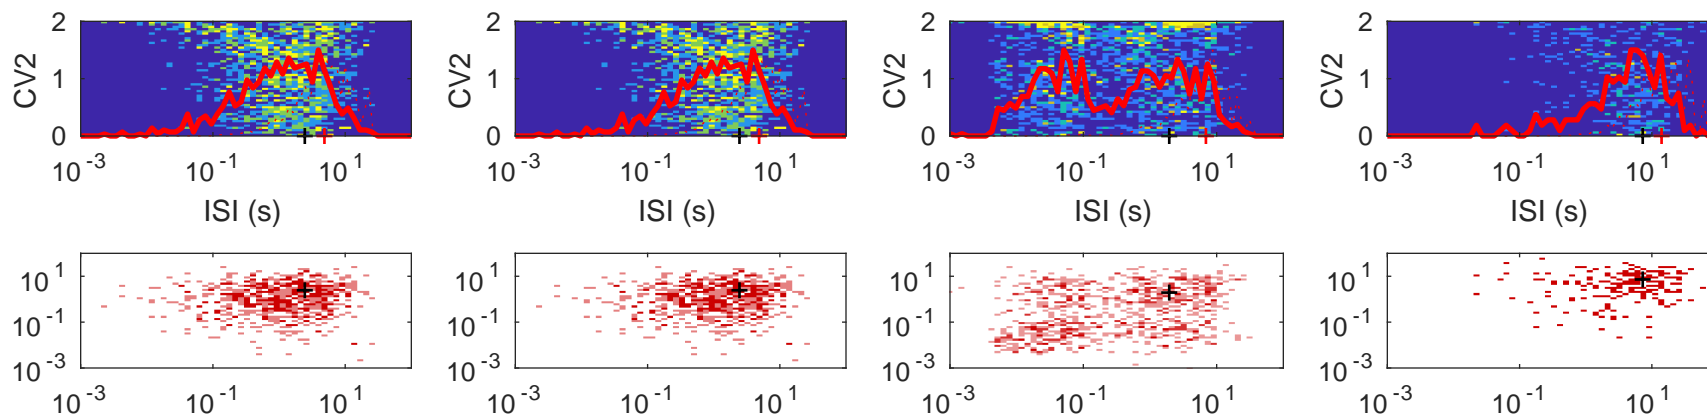 2 2 2 2
CV2 CV2 CV2 CV2
1 1 1 1
0 0 0 0
10^-3 10^-1 10^1 10^-3 10^-1 10^1 10^-3 10^-1 10^1 10^-3 10^-1 10^1
ISI (s) ISI (s) ISI (s) ISI (s)
10^1 10^1 10^1 10^1
10^-1 10^-1 10^-1 10^-1
10^-3 10^-3 10^-3 10^-3
10^-3 10^-1 10^1 10^-3 10^-1 10^1 10^-3 10^-1 10^1 10^-3 10^-1 10^1